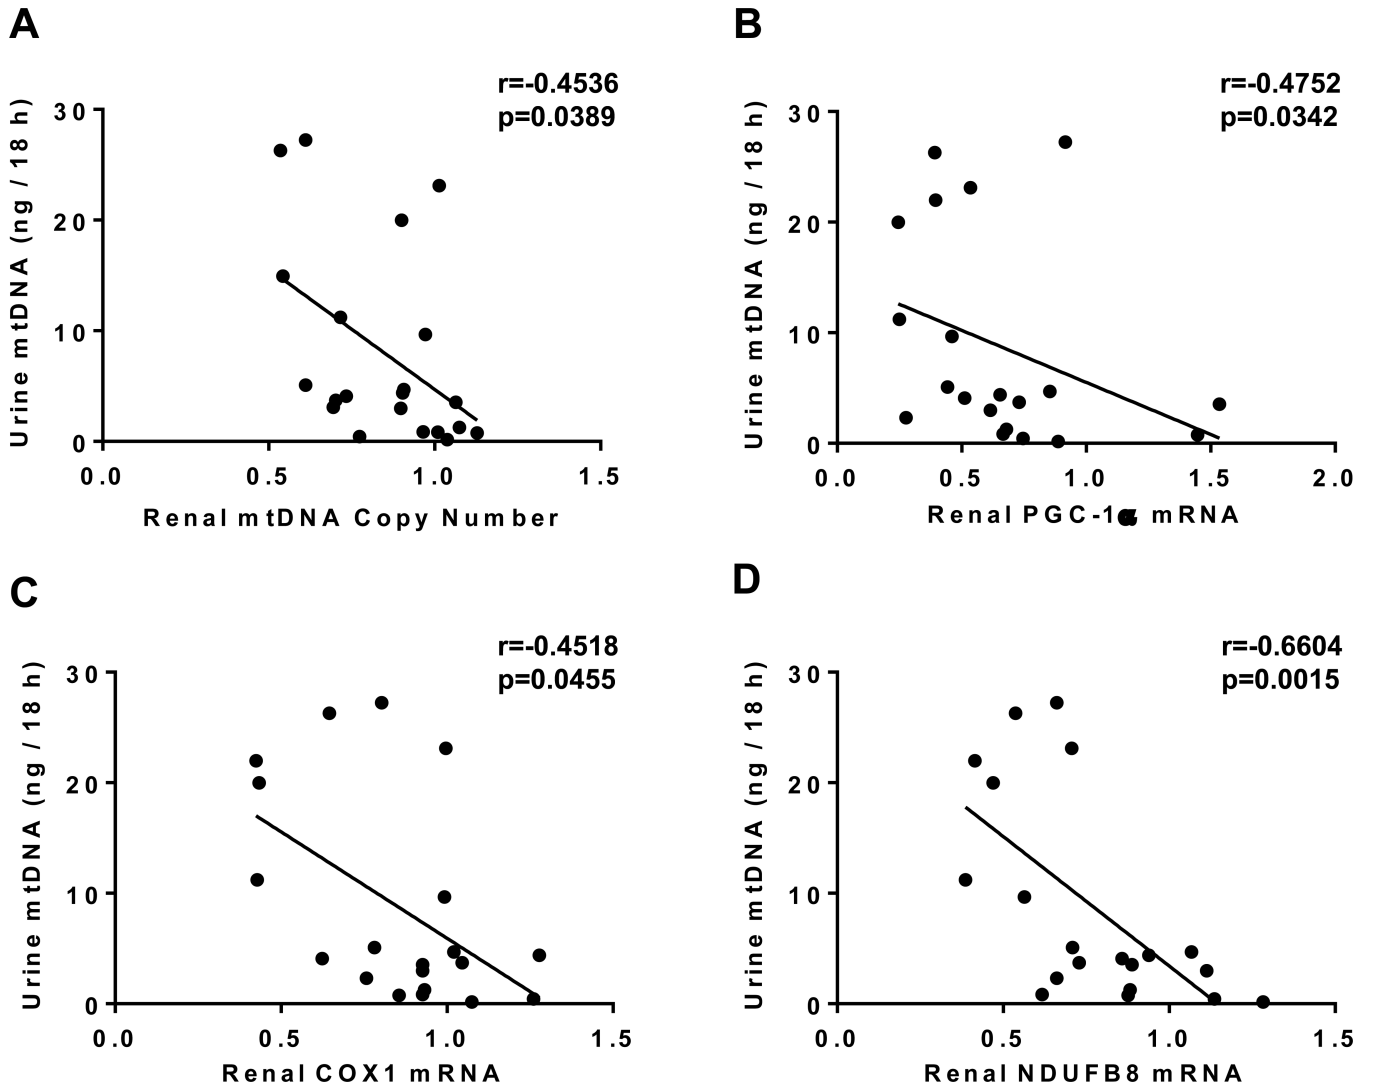 A
r=-0.4536
p=0.0389
Urine mtDNA (ng / 18 h)
30
20
10
0
0.0 0.5 1.0 1.5
Renal mtDNA Copy Number
B
r=-0.4752
p=0.0342
Urine mtDNA (ng / 18 h)
30
20
10
0
0.0 0.5 1.0 1.5 2.0
Renal PGC-1α mRNA
C
r=-0.4518
p=0.0455
Urine mtDNA (ng / 18 h)
30
20
10
0
0.0 0.5 1.0 1.5
Renal COX1 mRNA
D
r=-0.6604
p=0.0015
Urine mtDNA (ng / 18 h)
30
20
10
0
0.0 0.5 1.0 1.5
Renal NDUFB8 mRNA